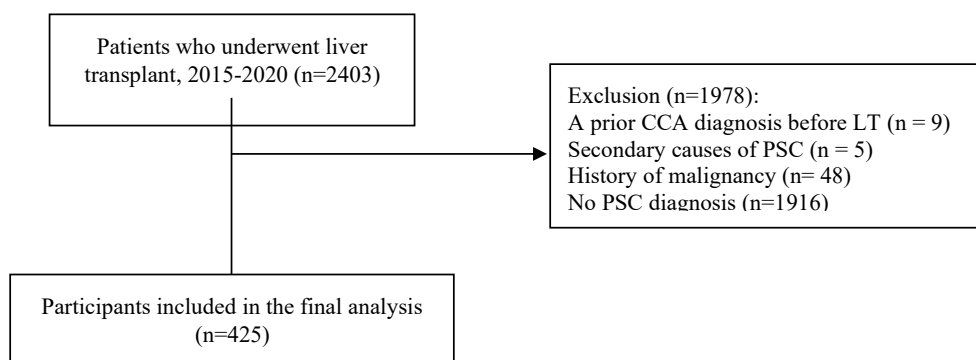 Patients who underwent liver
transplant, 2015-2020 (n=2403)
Exclusion (n=1978):
A prior CCA diagnosis before LT (n = 9)
Secondary causes of PSC (n = 5)
History of malignancy (n= 48)
No PSC diagnosis (n=1916)
Participants included in the final analysis
(n=425)